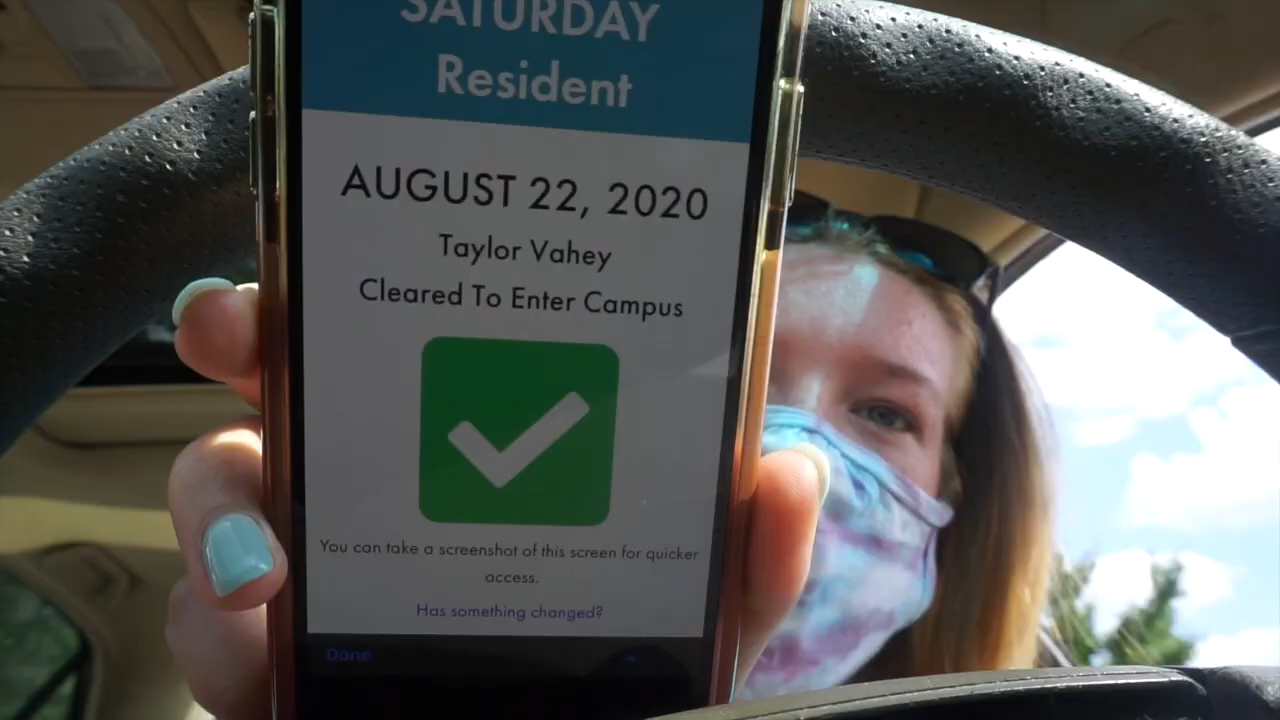 SATURDAY
Resident
AUGUST 22, 2020
Taylor Vahey
Cleared To Enter Campus
You can take a screenshot of this screen for quicker
access.
Has something changed?
Done